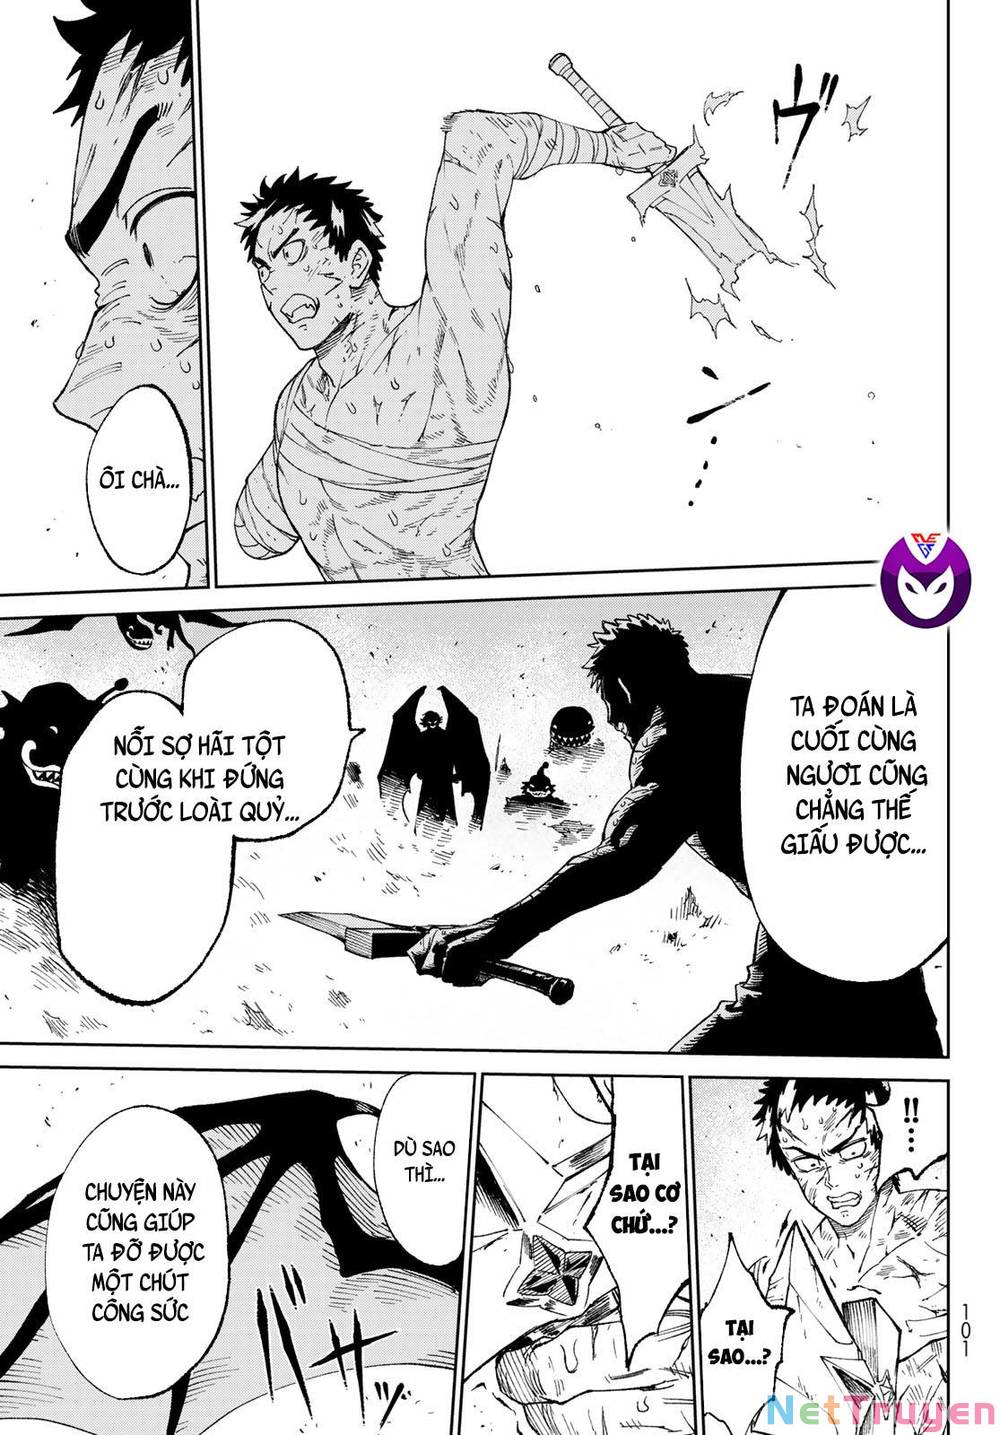 ヴ
ン
ÔI CHÀ...
TA ĐOÁN LÀ
CUỐI CÙNG
NGƯƠI CŨNG
CHẲNG THỂ
GIẤU ĐƯỢC...
NỖI SỢ HÃI TỘT
CÙNG KHI ĐỨNG
TRƯỚC LOÀI QUỶ...
!!...
TẠI
SAO...?
TẠI
SAO CƠ
CHỨ...?
DÙ SAO
THÌ...
CHUYỆN NÀY
CŨNG GIÚP
TA ĐỠ ĐƯỢC
MỘT CHÚT
CÔNG SỨC
101
NetTruyen